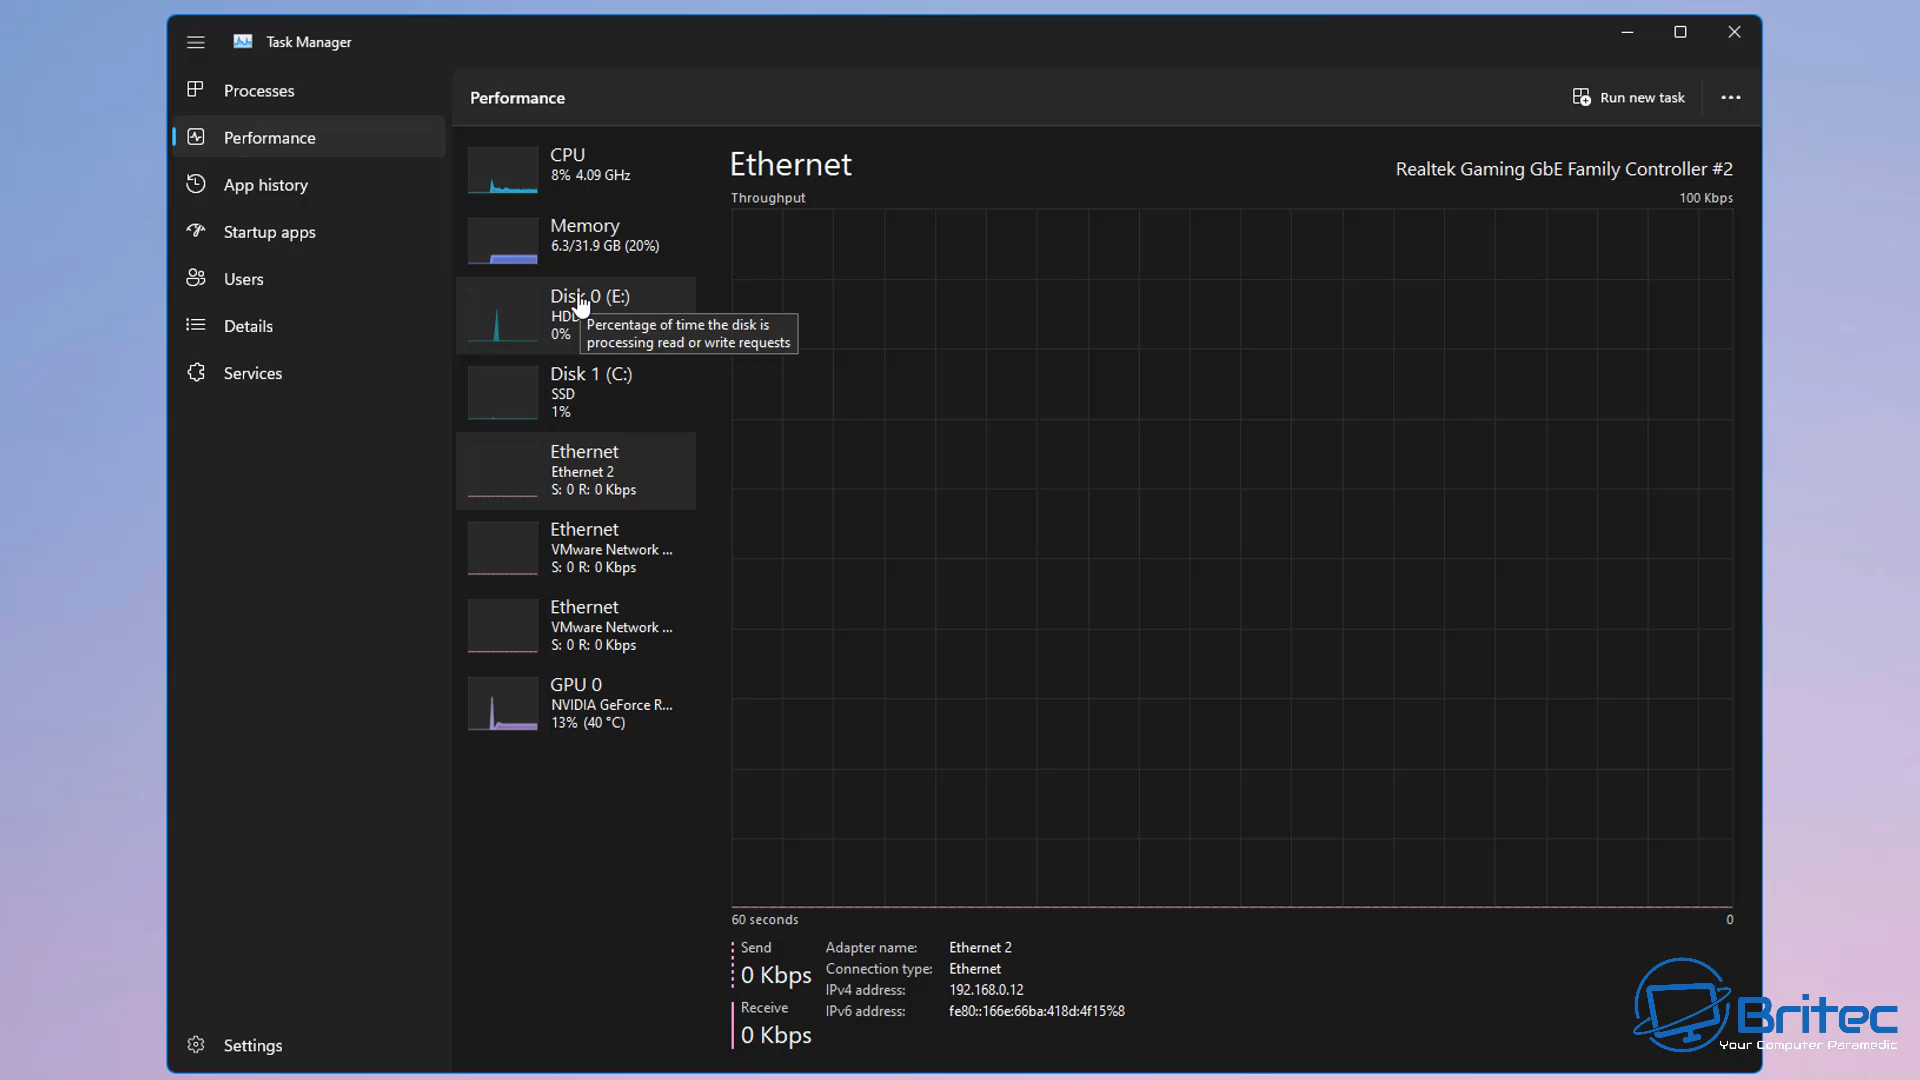 Task Manager
Processes
Performance
App history
Startup apps
Users
Details
Services
Settings
Performance
Run new task
CPU
8% 4.09 GHz
Memory
6.3/31.9 GB (20%)
Disk 0 (E:)
HDD
0%
Percentage of time the disk is
processing read or write requests
Disk 1 (C:)
SSD
1%
Ethernet
Ethernet 2
S: 0 R: 0 Kbps
Ethernet
VMware Network ...
S: 0 R: 0 Kbps
Ethernet
VMware Network ...
S: 0 R: 0 Kbps
GPU 0
NVIDIA GeForce R...
13% (40 °C)
Ethernet
Realtek Gaming GbE Family Controller #2
Throughput
100 Kbps
60 seconds
0
Send
0 Kbps
Receive
0 Kbps
Adapter name: Ethernet 2
Connection type: Ethernet
IPv4 address: 192.168.0.12
IPv6 address: fe80::166e:66ba:418d:4f15%8
Britec
Your Computer Paramedic